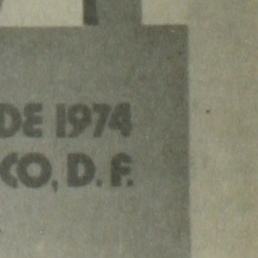 DE 1974
CO, D. F.